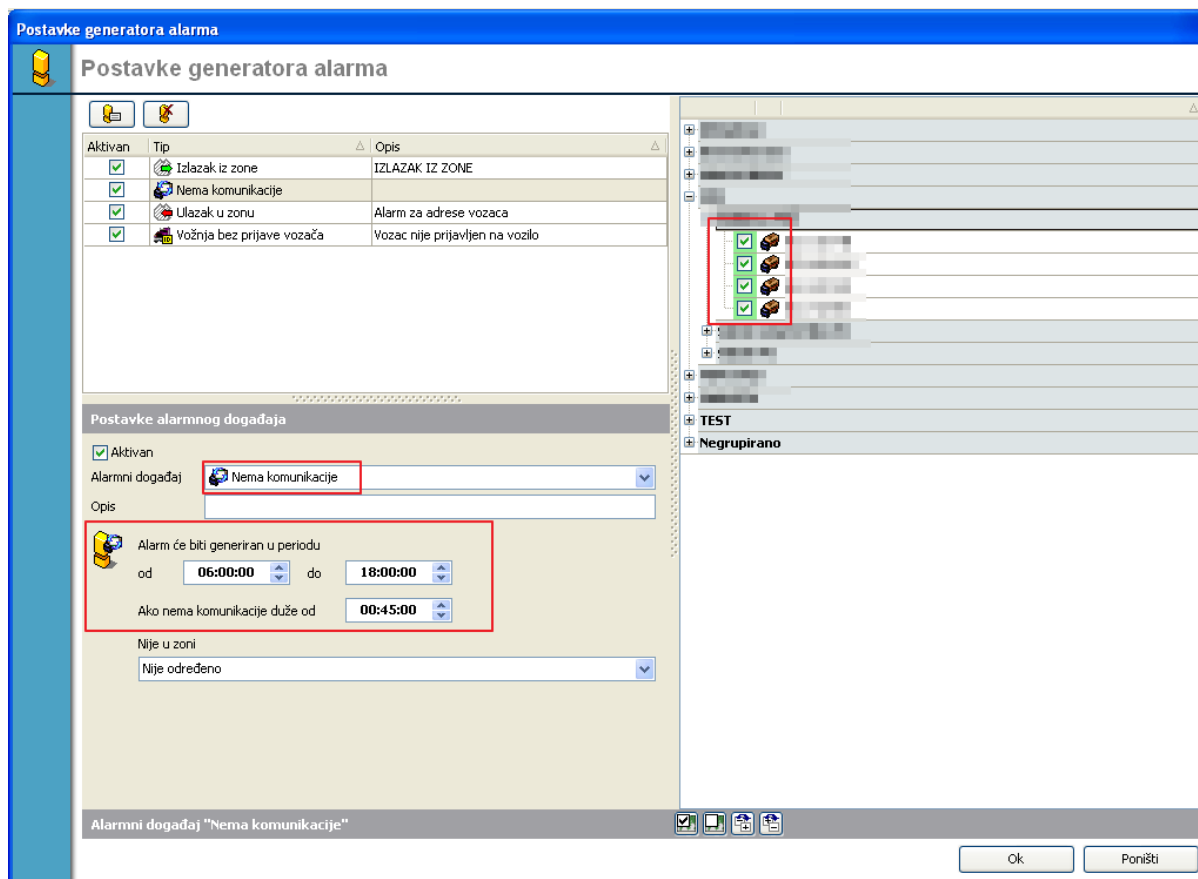 Postavke generatora alarma
Postavke generatora alarma
Aktivan Tip Opis
Izlazak iz zone IZLAZAK IZ ZONE
Nema komunikacije
Ulazak u zonu Alarm za adrese vozaca
Vožnja bez prijave vozača Vozac nije prijavljen na vozilo
Postavke alarmnog događaja
Aktivan
Alarmni događaj Nema komunikacije
Opis
Alarm će biti generiran u periodu
od 06:00:00 do 18:00:00
Ako nema komunikacije duže od 00:45:00
Nije u zoni
Nije određeno
Alarmni događaj "Nema komunikacije"
TEST
Negrupirano
Ok Poništi